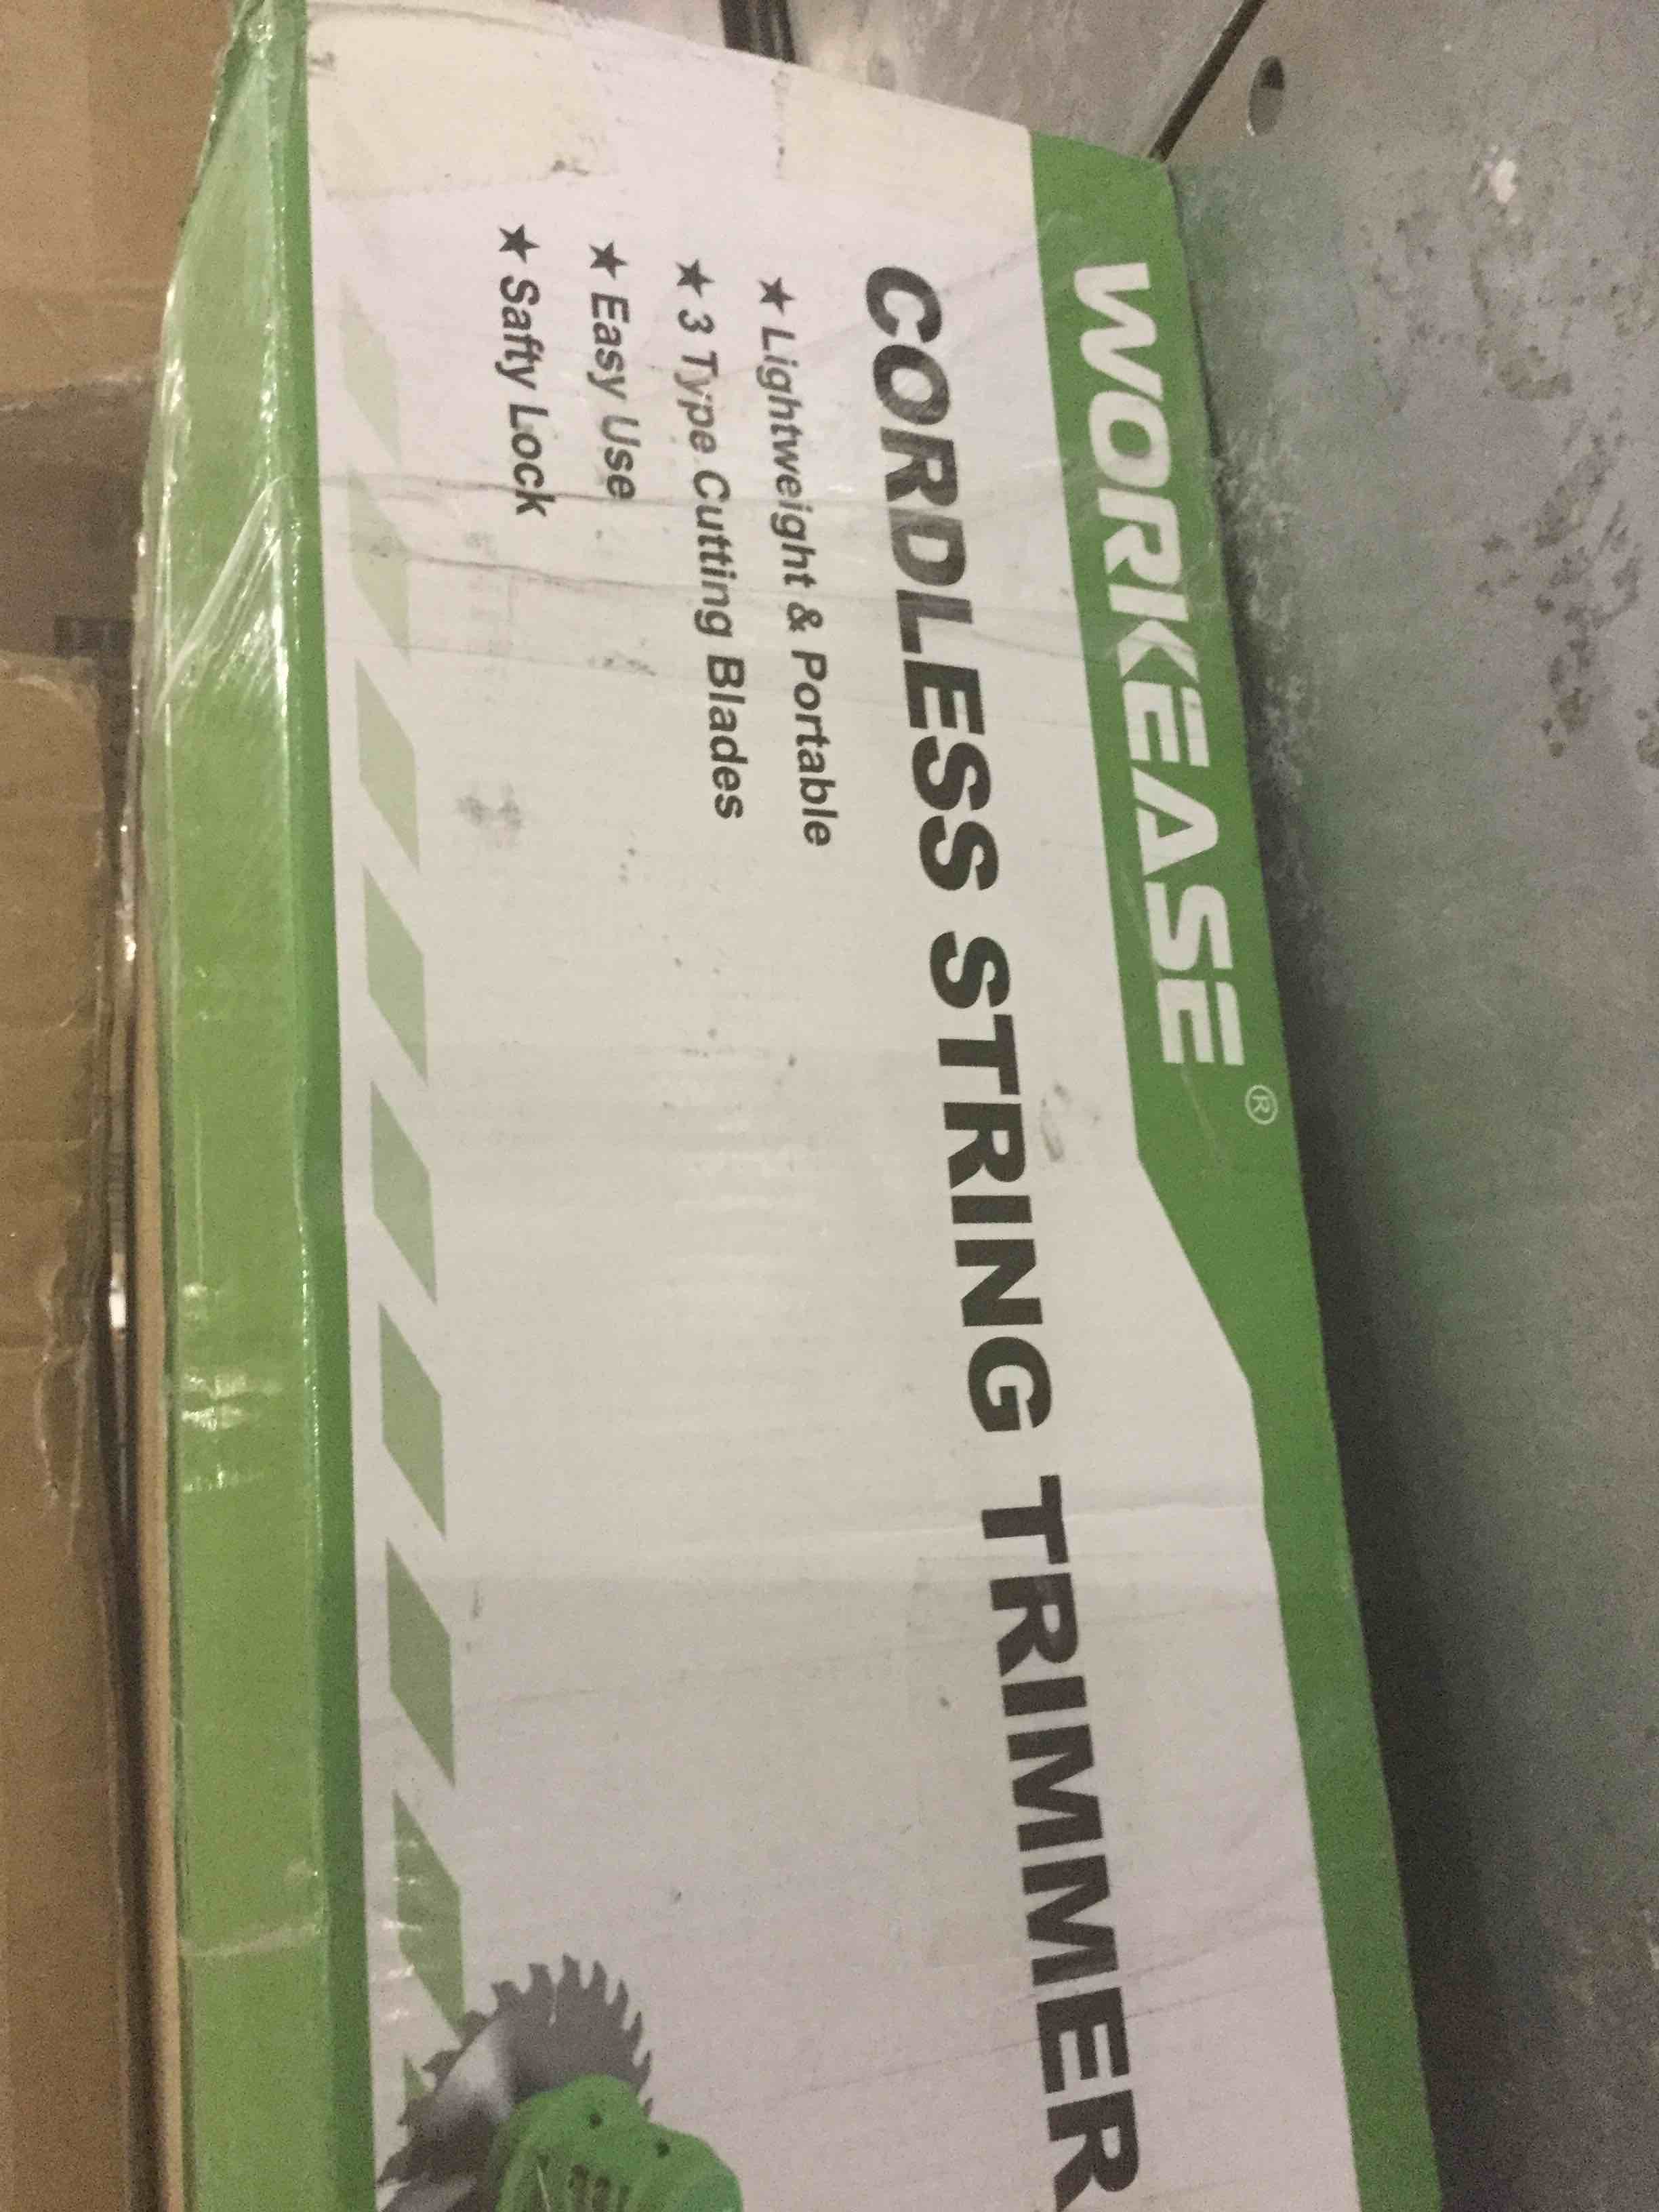 WORKEASE®
CORDLESS STRING TRIMMER
★ Lightweight & Portable
★ 3 Type Cutting Blades
★ Easy Use
★ Safty Lock